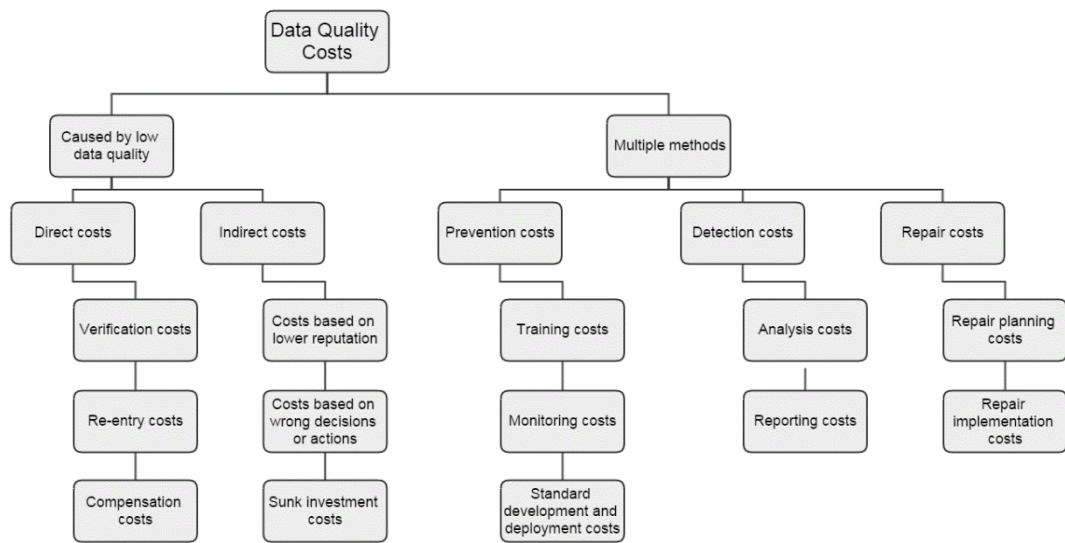 Data Quality
Costs
Caused by low
data quality
Multiple methods
Direct costs
Indirect costs
Prevention costs
Detection costs
Repair costs
Verification costs
Costs based on
lower reputation
Training costs
Analysis costs
Repair planning
costs
Re-entry costs
Costs based on
wrong decisions
or actions
Monitoring costs
Reporting costs
Repair
implementation
costs
Compensation
costs
Sunk investment
costs
Standard
development and
deployment costs